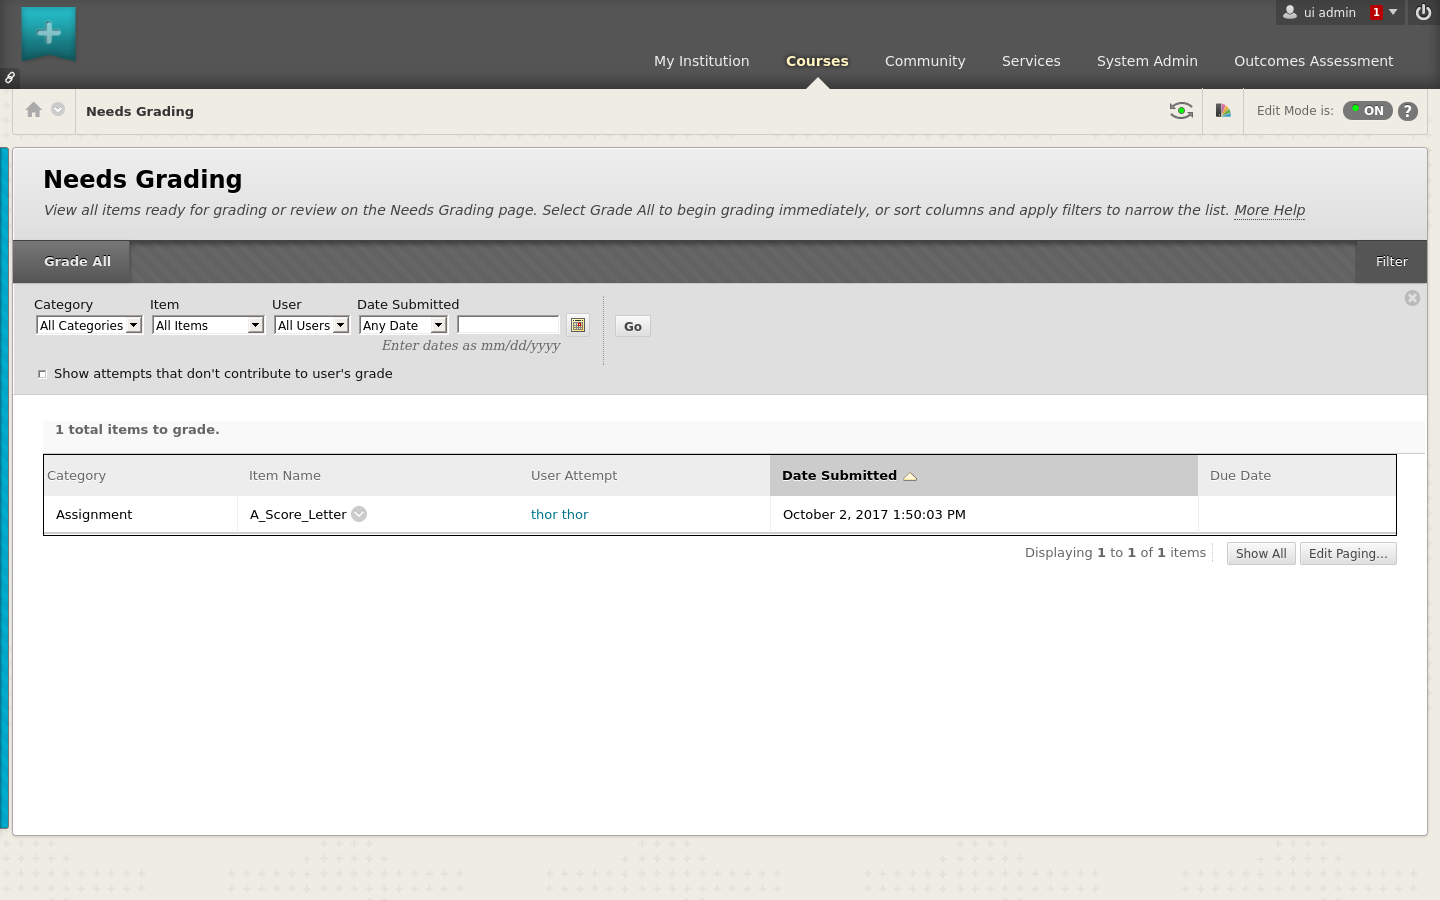 ui admin 1
My Institution Courses Community Services System Admin Outcomes Assessment
Needs Grading
Edit Mode is: ON ?
Needs Grading
View all items ready for grading or review on the Needs Grading page. Select Grade All to begin grading immediately, or sort columns and apply filters to narrow the list. More Help
Grade All Filter
Category Item User Date Submitted
All Categories All Items All Users Any Date Go
Enter dates as mm/dd/yyyy
Show attempts that don't contribute to user's grade
1 total items to grade.
Category Item Name User Attempt Date Submitted Due Date
Assignment A_Score_Letter thor thor October 2, 2017 1:50:03 PM
Displaying 1 to 1 of 1 items Show All Edit Paging...